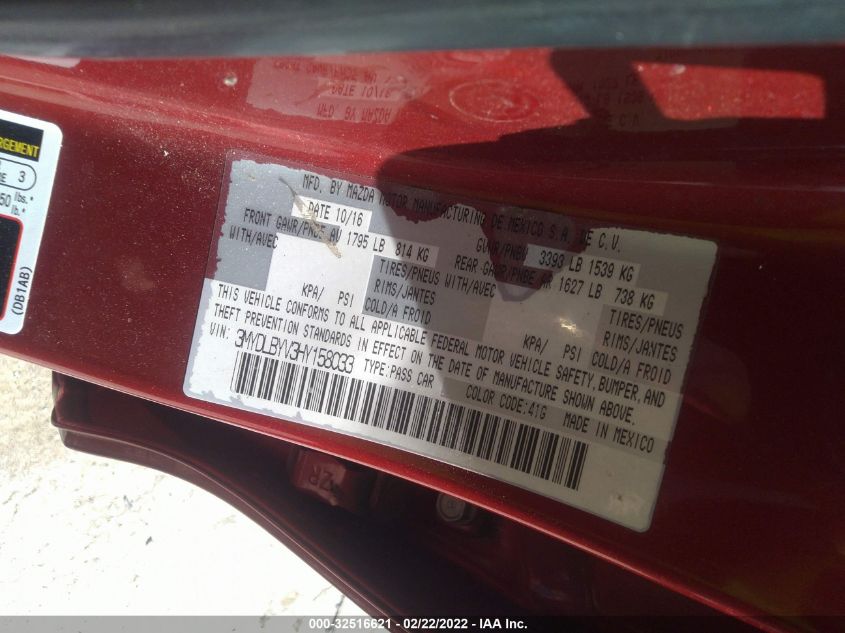 MFD. BY MAZDA MOTOR MANUFACTURING DE MEXICO S.A. DE C.V.
DATE 10/16
GVWR/PNBV 3393 LB 1539 KG
FRONT GAWR/PNBE AV 1795 LB 814 KG
REAR GAWR/PNBE AR 1627 LB 738 KG
WITH/AVEC
TIRES/PNEUS
WITH/AVEC
TIRES/PNEUS
RIMS/JANTES
RIMS/JANTES
KPA/ PSI COLD/A FROID
KPA/ PSI COLD/A FROID
THIS VEHICLE CONFORMS TO ALL APPLICABLE FEDERAL MOTOR VEHICLE SAFETY, BUMPER, AND
THEFT PREVENTION STANDARDS IN EFFECT ON THE DATE OF MANUFACTURE SHOWN ABOVE.
VIN: 3MYDLBYV3HY158033
TYPE:PASS CAR
COLOR CODE:41G
MADE IN MEXICO
3
50 lbs.*
lb.*
(DB1AB)
000-32516621 - 02/22/2022 - IAA Inc.